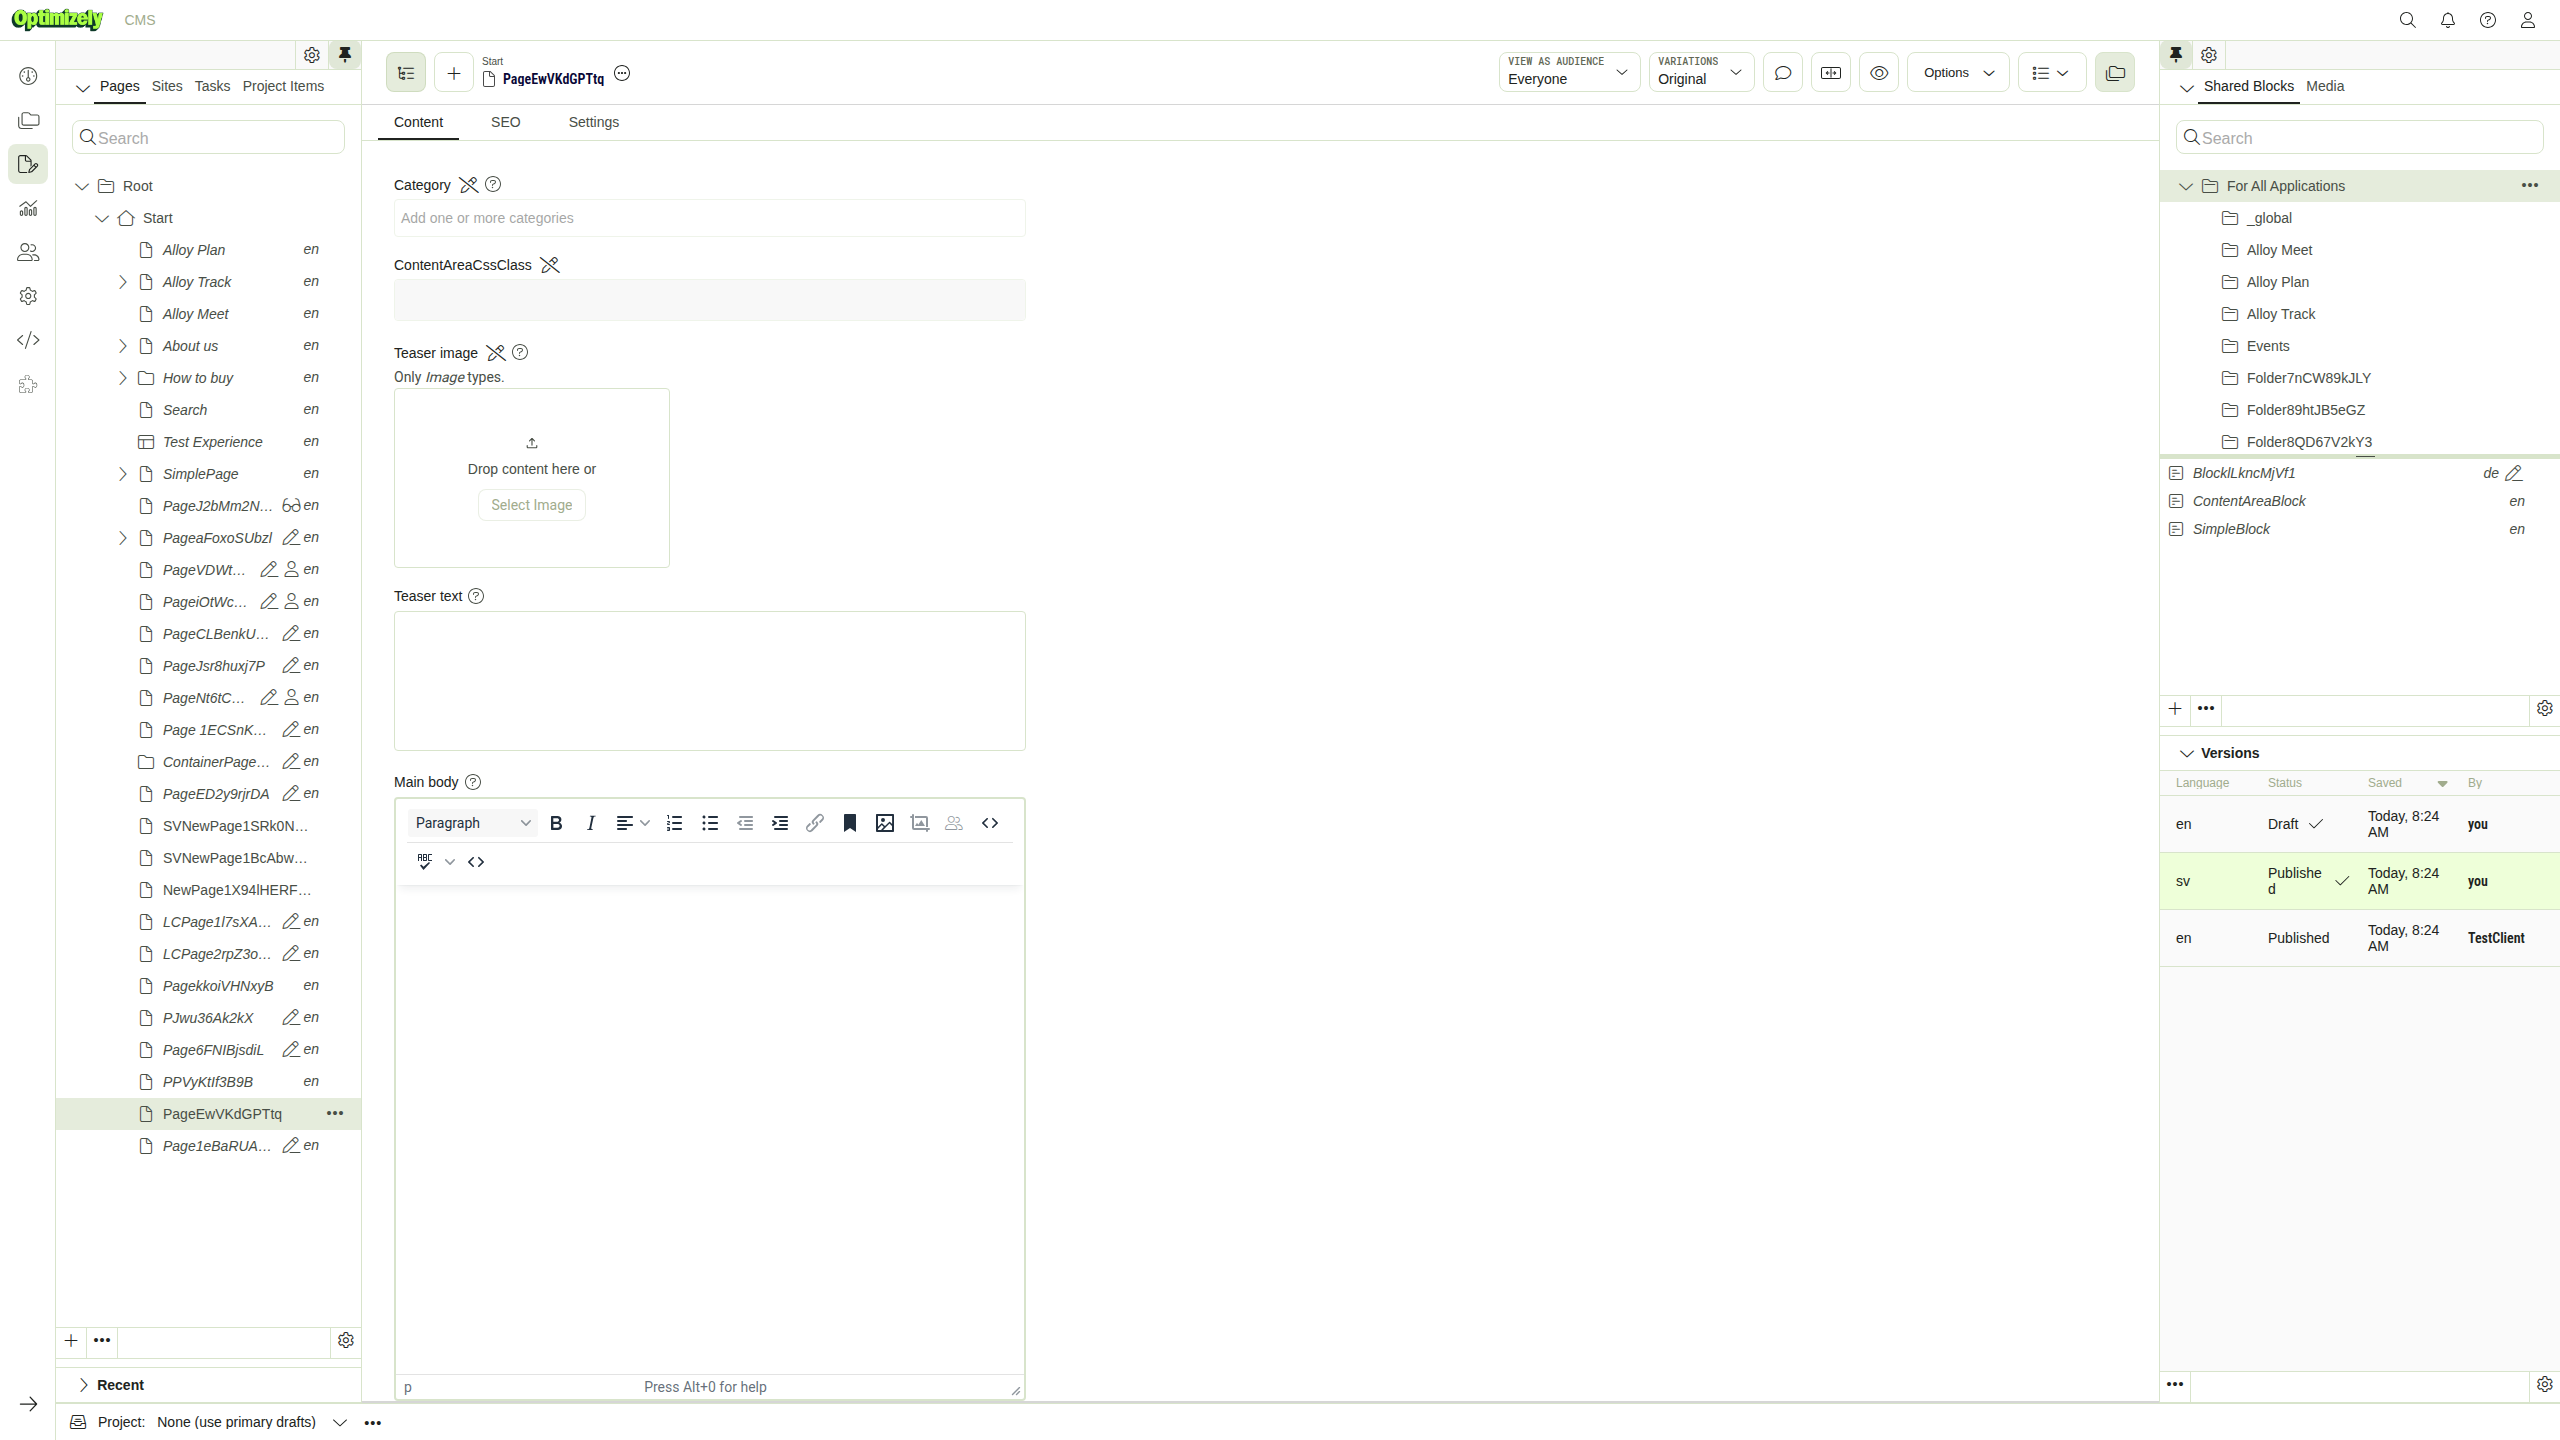 Optimizely CMS
Pages Sites Tasks Project Items
Search
Root
Start
Alloy Plan en
Alloy Track en
Alloy Meet en
About us en
How to buy en
Search en
Test Experience en
SimplePage en
PageJ2bMm2N... en
PageaFoxoSUbzl en
PageVDWt... en
PageiOtWc... en
PageCLBenkU... en
PageJsr8huxj7P en
PageNt6tC... en
Page 1ECSnK... en
ContainerPage... en
PageED2y9rjrDA en
SVNewPage1SRk0N...
SVNewPage1BcAbw...
NewPage1X94lHERF...
LCPage1l7sXA... en
LCPage2rpZ3o... en
PagekkoiVHNxyB en
PJwu36Ak2kX en
Page6FNIBjsdiL en
PPVyKtIf3B9B en
PageEwVKdGPTtq
Page1eBaRUA... en
Recent
Project: None (use primary drafts)
Start
PageEwVKdGPTtq
VIEW AS AUDIENCE
Everyone
VARIATIONS
Original
Options
Content SEO Settings
Category
Add one or more categories
ContentAreaCssClass
Teaser image
Only Image types.
Drop content here or
Select Image
Teaser text
Main body
Paragraph
ABC
p Press Alt+0 for help
Shared Blocks Media
Search
For All Applications
_global
Alloy Meet
Alloy Plan
Alloy Track
Events
Folder7nCW89kJLY
Folder89htJB5eGZ
Folder8QD67V2kY3
BlocklLkncMjVf1 de
ContentAreaBlock en
SimpleBlock en
Versions
Language Status Saved By
en Draft Today, 8:24 AM you
sv Published Today, 8:24 AM you
en Published Today, 8:24 AM TestClient